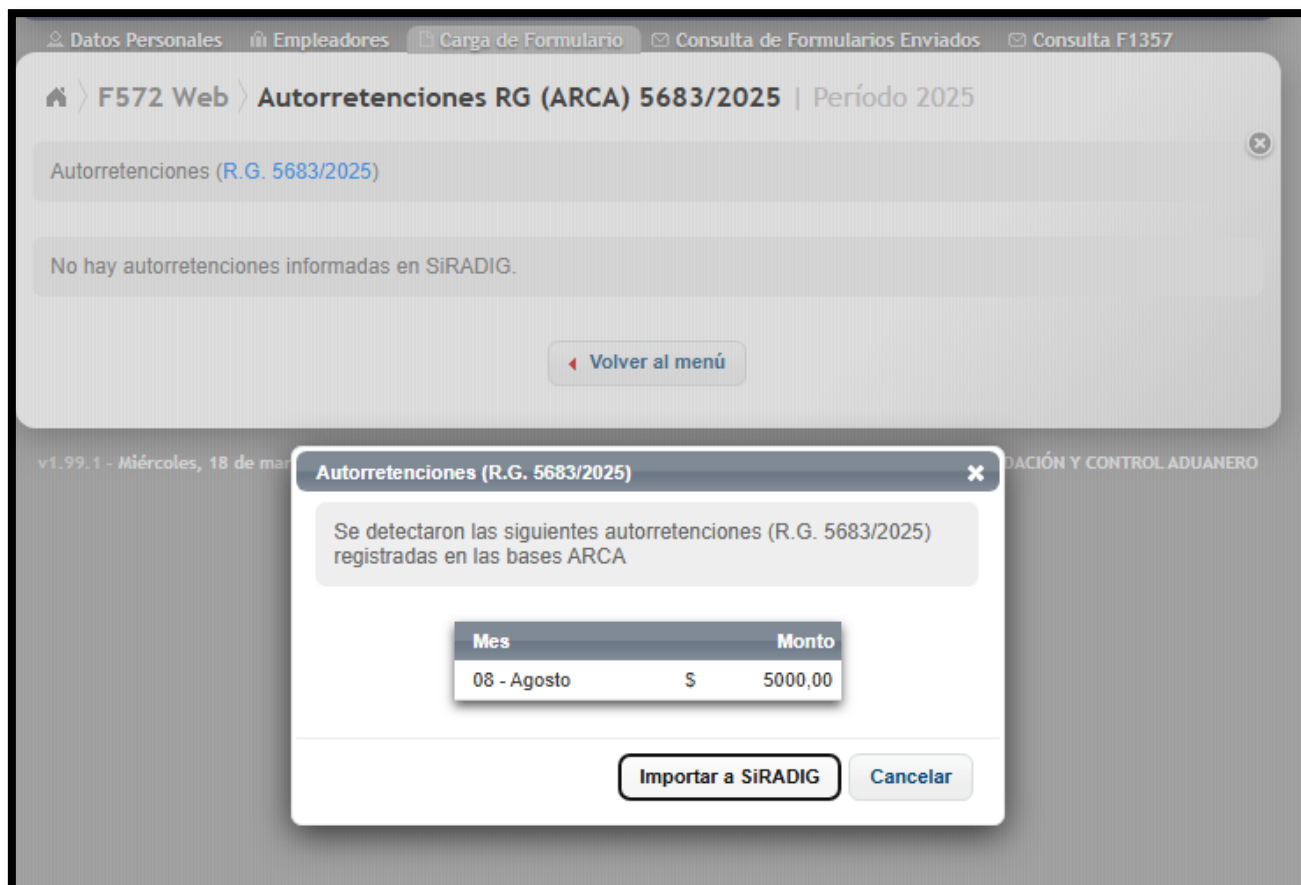 Datos Personales Empleadores Carga de Formulario Consulta de Formularios Enviados Consulta F1357
F572 Web Autorretenciones RG (ARCA) 5683/2025 | Período 2025
Autorretenciones (R.G. 5683/2025)
No hay autorretenciones informadas en SiRADIG.
Volver al menú
v1.99.1 - Miércoles, 18 de mar
DACIÓN Y CONTROL ADUANERO
Autorretenciones (R.G. 5683/2025)
Se detectaron las siguientes autorretenciones (R.G. 5683/2025)
registradas en las bases ARCA
Mes Monto
08 - Agosto $ 5000,00
Importar a SiRADIG Cancelar